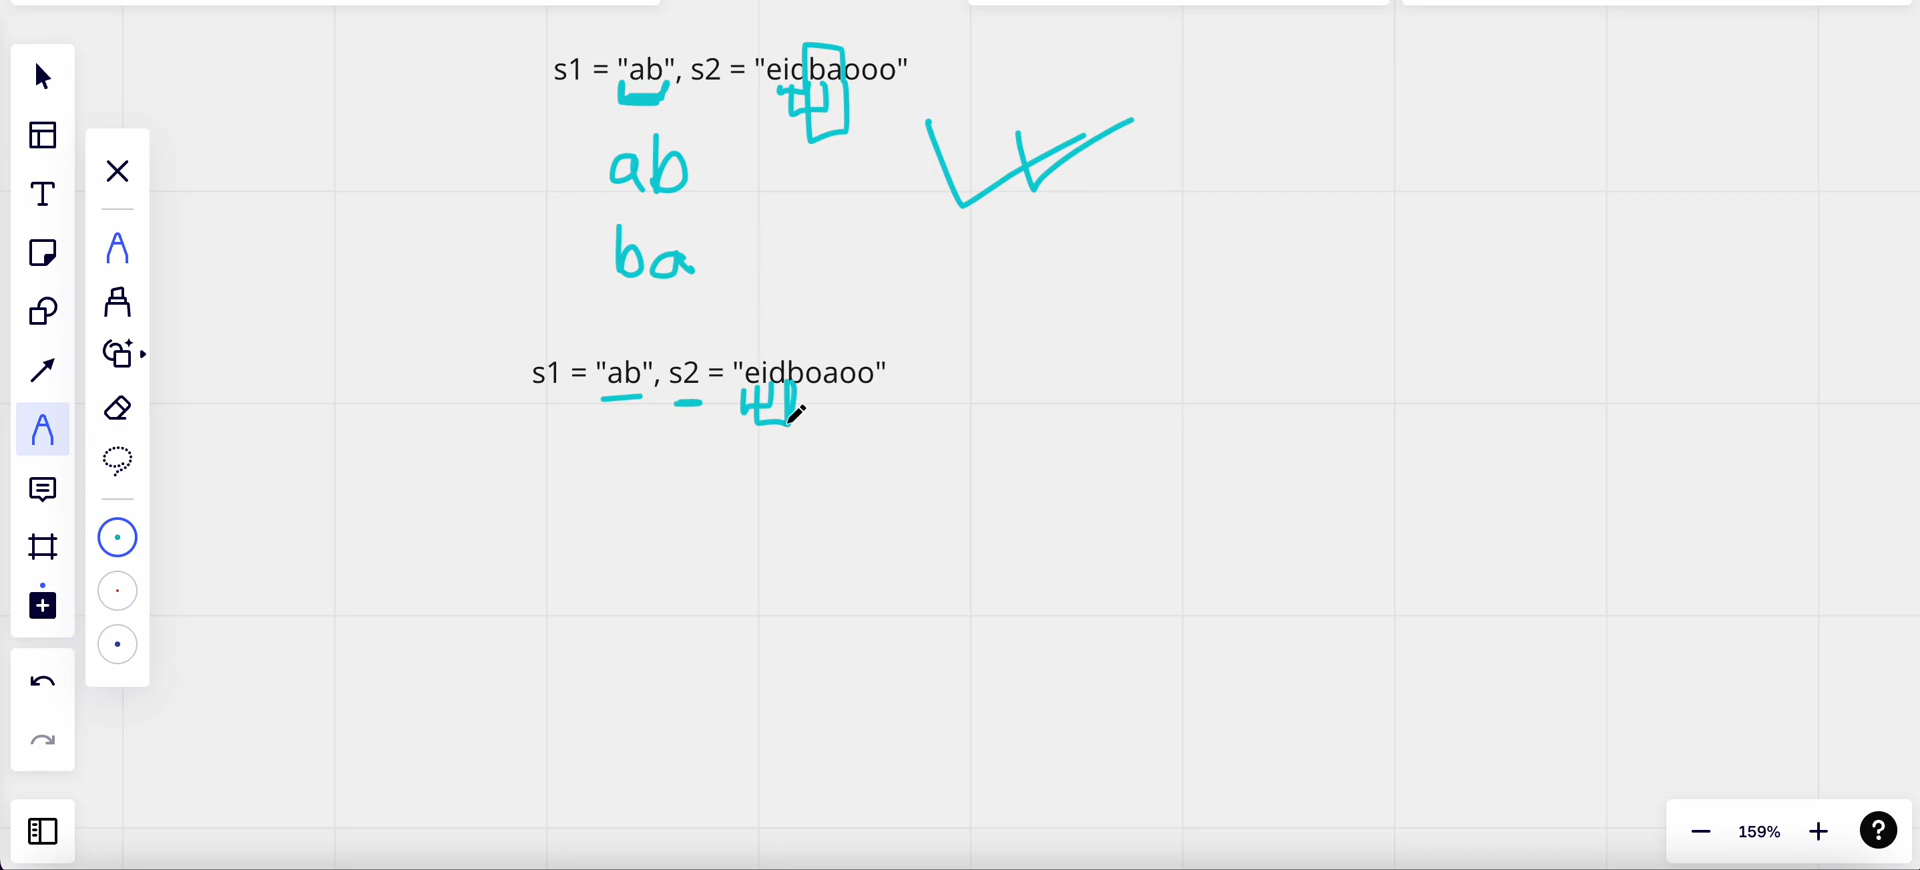 s1 = "ab", s2 = "eidbaooo"
ab
ba
s1 = "ab", s2 = "eidboaoo"
159%